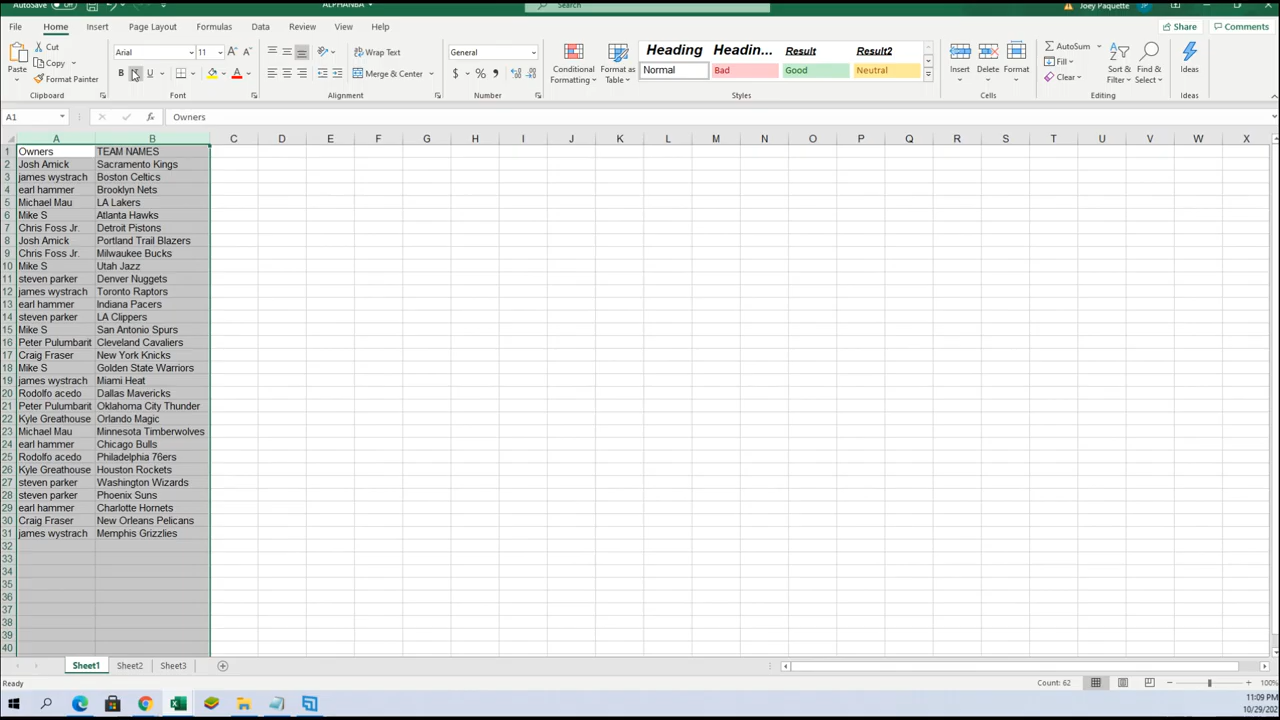 AutoSave Off ALPHANBA Search Joey Paquette
File Home Insert Page Layout Formulas Data Review View Help Share Comments
Paste Cut Copy Format Painter Clipboard
Arial 11 B U Font
Wrap Text Merge & Center Alignment
General $ % Number
Conditional Formatting Format as Table
Heading Headin... Result Result2
Normal Bad Good Neutral
Styles
Insert Delete Format Cells
AutoSum Fill Clear Sort & Filter Find & Select Editing
Ideas Ideas
A1 fx Owners
A B C D E F G H I J K L M N O P Q R S T U V W X
1 Owners TEAM NAMES
2 Josh Amick Sacramento Kings
3 james wystrach Boston Celtics
4 earl hammer Brooklyn Nets
5 Michael Mau LA Lakers
6 Mike S Atlanta Hawks
7 Chris Foss Jr. Detroit Pistons
8 Josh Amick Portland Trail Blazers
9 Chris Foss Jr. Milwaukee Bucks
10 Mike S Utah Jazz
11 steven parker Denver Nuggets
12 james wystrach Toronto Raptors
13 earl hammer Indiana Pacers
14 steven parker LA Clippers
15 Mike S San Antonio Spurs
16 Peter Pulumbarit Cleveland Cavaliers
17 Craig Fraser New York Knicks
18 Mike S Golden State Warriors
19 james wystrach Miami Heat
20 Rodolfo acedo Dallas Mavericks
21 Peter Pulumbarit Oklahoma City Thunder
22 Kyle Greathouse Orlando Magic
23 Michael Mau Minnesota Timberwolves
24 earl hammer Chicago Bulls
25 Rodolfo acedo Philadelphia 76ers
26 Kyle Greathouse Houston Rockets
27 steven parker Washington Wizards
28 steven parker Phoenix Suns
29 earl hammer Charlotte Hornets
30 Craig Fraser New Orleans Pelicans
31 james wystrach Memphis Grizzlies
32
33
34
35
36
37
38
39
40
Sheet1 Sheet2 Sheet3
Ready Count: 62 100%
11:09 PM
10/29/202